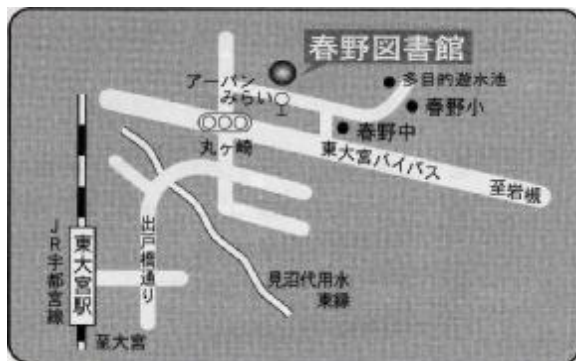 春野図書館
アーバン
みらい
多目的遊水池
春野小
春野中
丸ヶ崎
東大宮バイパス
至岩槻
出戸橋通り
JR宇都宮線
東大宮駅
見沼代用水
東縁
至大宮